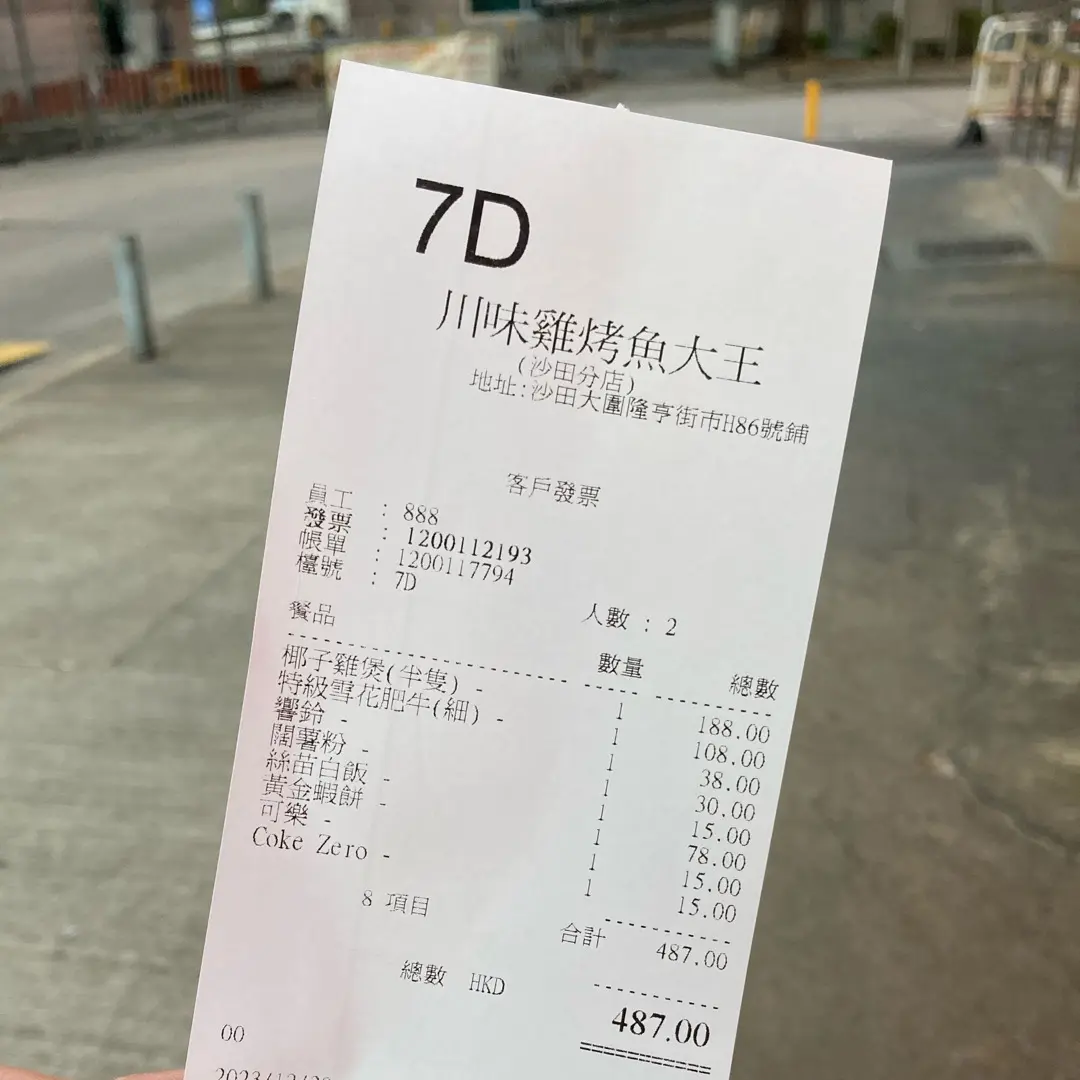 7D
川味雞烤魚大王
(沙田分店)
地址:沙田大圍隆亨街市H86號鋪
客戶發票
員工 : 888
發票 : 1200112193
帳單 : 1200117794
檯號 : 7D
人數 : 2
餐品 數量 總數
椰子雞煲(半隻) - 1 188.00
特級雪花肥牛(細) - 1 108.00
響鈴 - 1 38.00
闊薯粉 - 1 30.00
絲苗白飯 - 1 15.00
黃金蝦餅 - 1 78.00
可樂 - 1 15.00
Coke Zero - 1 15.00
8 項目
合計 487.00
總數 HKD
487.00
00